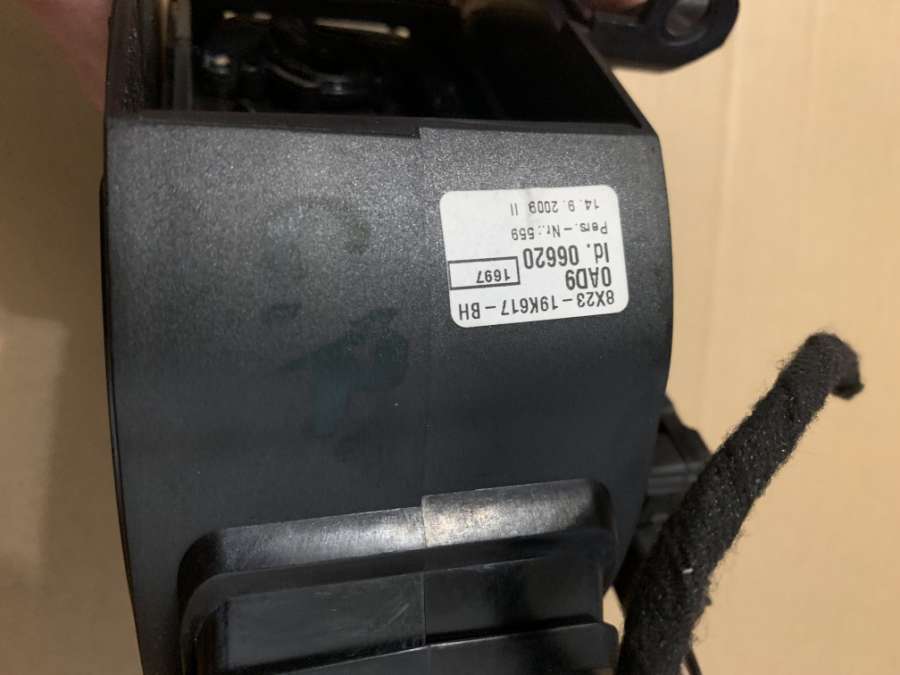 8X23-19K617-BH
0AD9 1697
Id. 06620
Pers.-Nr.:559
14. 9. 2009 II